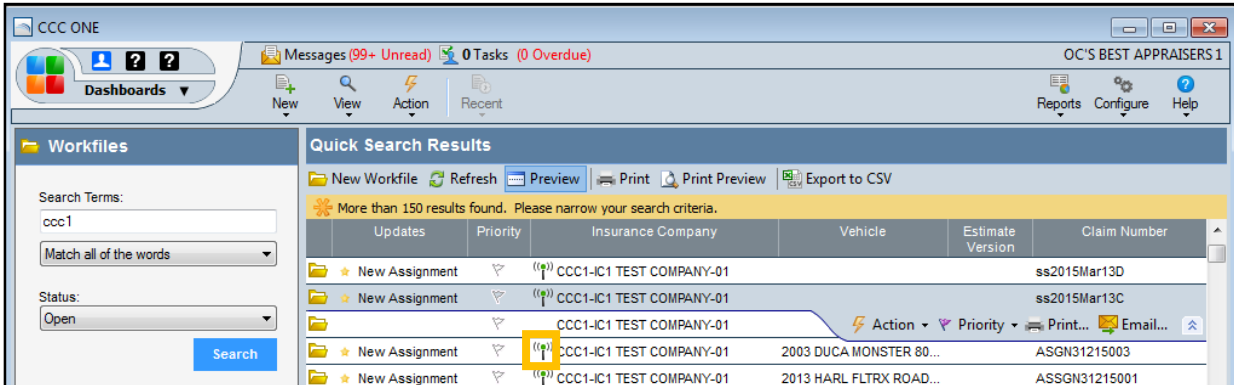 CCC ONE
Messages (99+ Unread) 0 Tasks (0 Overdue)
OC'S BEST APPRAISERS 1
? ?
Dashboards
New View Action Recent
Reports Configure Help
Workfiles
Search Terms:
ccc1
Match all of the words
Status:
Open
Search
Quick Search Results
New Workfile Refresh Preview Print Print Preview Export to CSV
More than 150 results found. Please narrow your search criteria.
Updates Priority Insurance Company Vehicle Estimate Version Claim Number
New Assignment CCC1-IC1 TEST COMPANY-01 ss2015Mar13D
New Assignment CCC1-IC1 TEST COMPANY-01 ss2015Mar13C
CCC1-IC1 TEST COMPANY-01 Action Priority Print... Email...
New Assignment CCC1-IC1 TEST COMPANY-01 2003 DUCA MONSTER 80... ASGN31215003
New Assignment CCC1-IC1 TEST COMPANY-01 2013 HARL FLTRX ROAD... ASSGN31215001